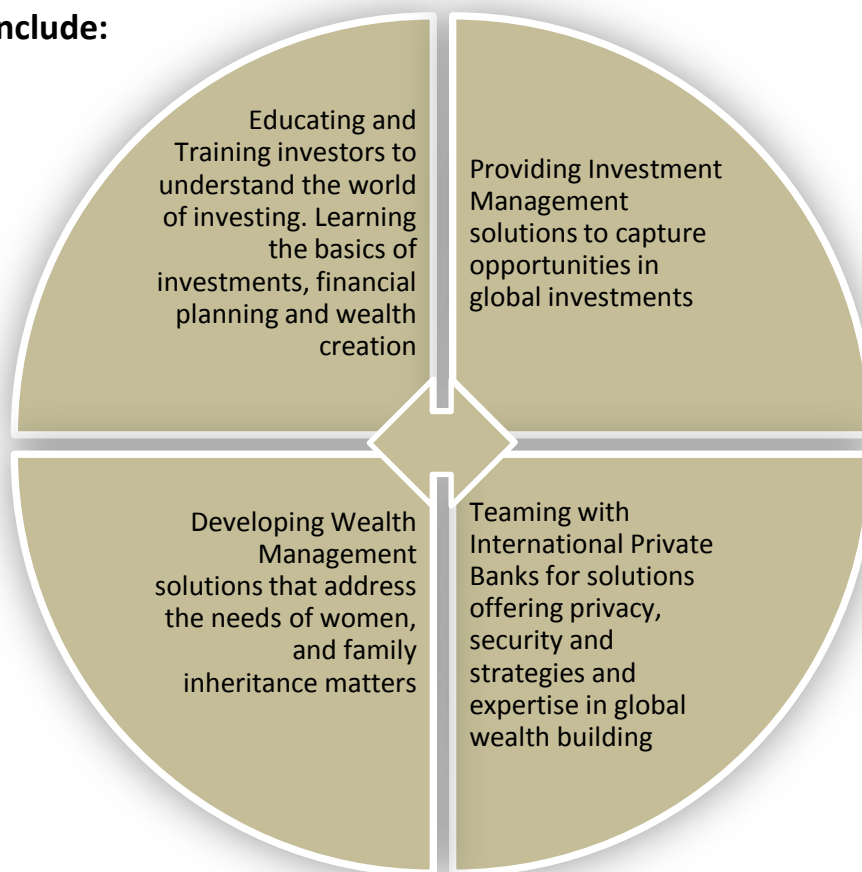 nclude:
Educating and
Training investors to
understand the world
of investing. Learning
the basics of
investments, financial
planning and wealth
creation
Providing Investment
Management
solutions to capture
opportunities in
global investments
Developing Wealth
Management
solutions that address
the needs of women,
and family
inheritance matters
Teaming with
International Private
Banks for solutions
offering privacy,
security and
strategies and
expertise in global
wealth building